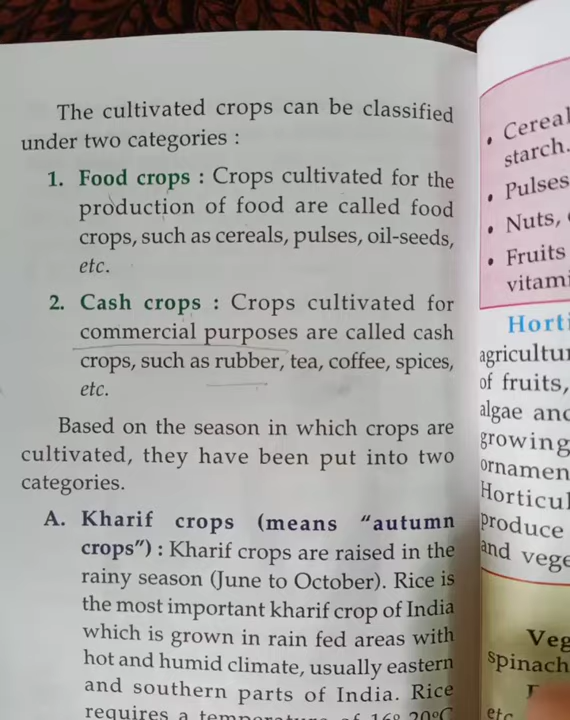 The cultivated crops can be classified
under two categories :
1. Food crops : Crops cultivated for the
production of food are called food
crops, such as cereals, pulses, oil-seeds,
etc.
2. Cash crops : Crops cultivated for
commercial purposes are called cash
crops, such as rubber, tea, coffee, spices,
etc.
Based on the season in which crops are
cultivated, they have been put into two
categories.
A. Kharif crops (means "autumn
crops") : Kharif crops are raised in the
rainy season (June to October). Rice is
the most important kharif crop of India
which is grown in rain fed areas with
hot and humid climate, usually eastern
and southern parts of India. Rice
requires a
• Cereal
starch.
• Pulses
• Nuts,
• Fruits
vitami
Horti
agricultur
of fruits,
algae and
growing
ornamen
Horticul
produce
and vege
Veg
spinach
etc